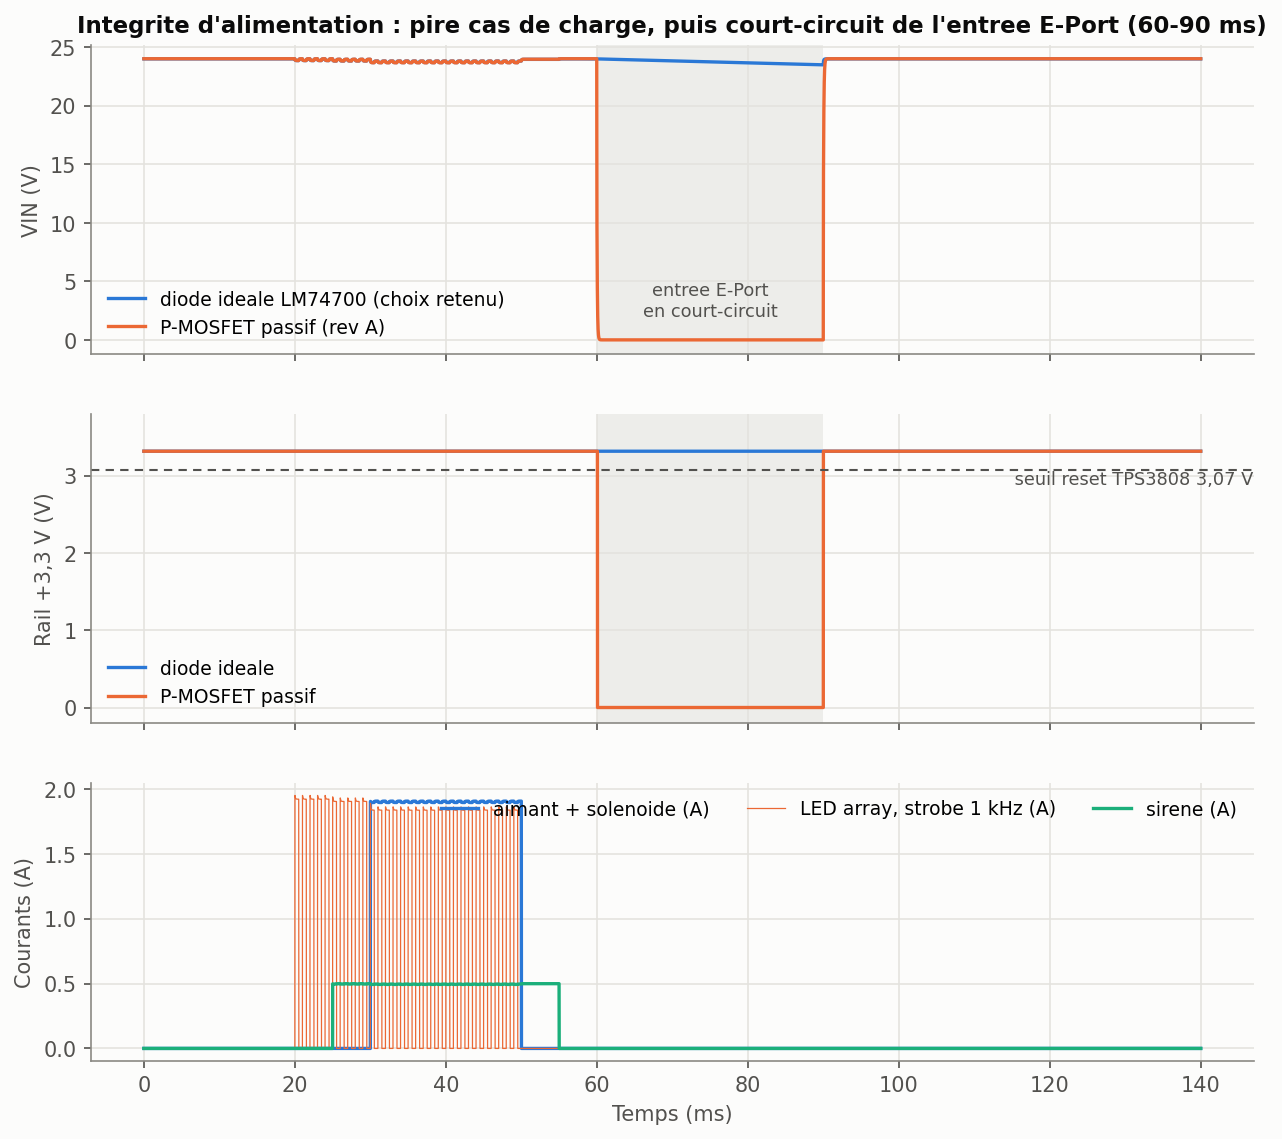 Integrite d'alimentation : pire cas de charge, puis court-circuit de l'entree E-Port (60-90 ms)
25
20
15
10
5
0
VIN (V)
entree E-Port
en court-circuit
diode ideale LM74700 (choix retenu)
P-MOSFET passif (rev A)
3
2
1
0
Rail +3,3 V (V)
seuil reset TPS3808 3,07 V
diode ideale
P-MOSFET passif
2.0
1.5
1.0
0.5
0.0
Courants (A)
aimant + solenoide (A)
LED array, strobe 1 kHz (A)
sirene (A)
0 20 40 60 80 100 120 140
Temps (ms)